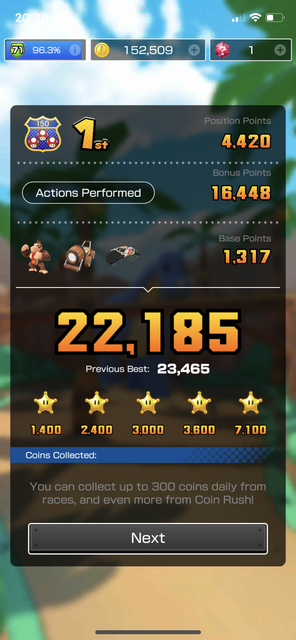 71 96.3% i 152,509 + 1 +
150 1st Position Points
4,420
Bonus Points
Actions Performed 16,448
Base Points
1,317
22,185
Previous Best: 23,465
1,400 2,400 3,000 3,600 7,100
Coins Collected:
You can collect up to 300 coins daily from
races, and even more from Coin Rush!
Next